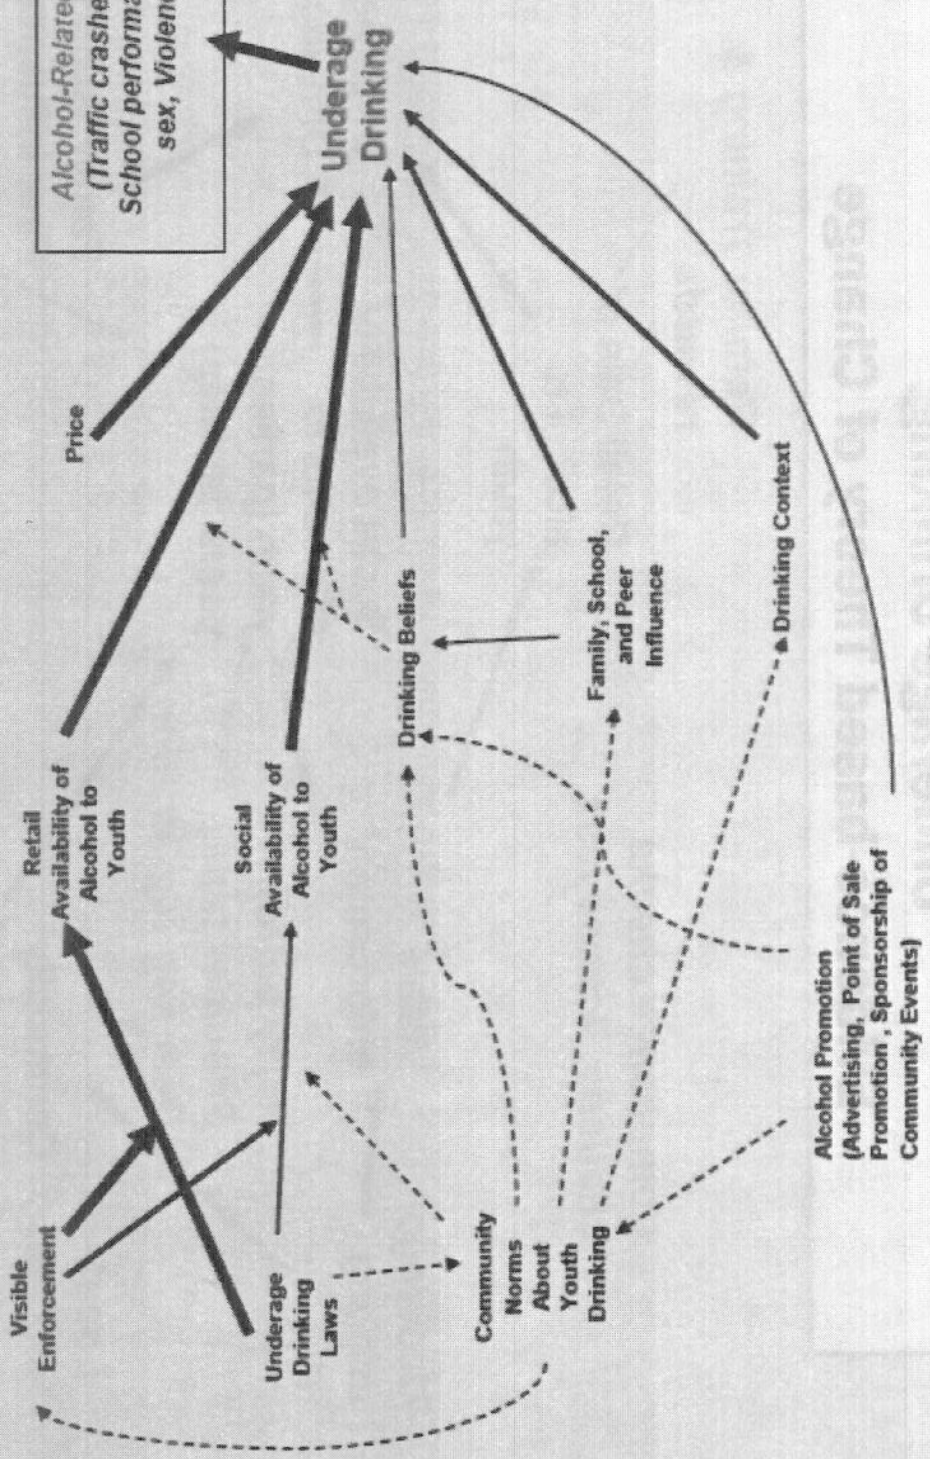 Visible
Enforcement
Retail
Availability of
Alcohol to
Youth
Price
Alcohol-Related
(Traffic crashe
School performa
sex, Violenc
Underage
Drinking
Laws
Social
Availability of
Alcohol to
Youth
Underage
Drinking
Drinking Beliefs
Community
Norms
About
Youth
Drinking
Family, School,
and Peer
Influence
Drinking Context
Alcohol Promotion
(Advertising, Point of Sale
Promotion , Sponsorship of
Community Events)